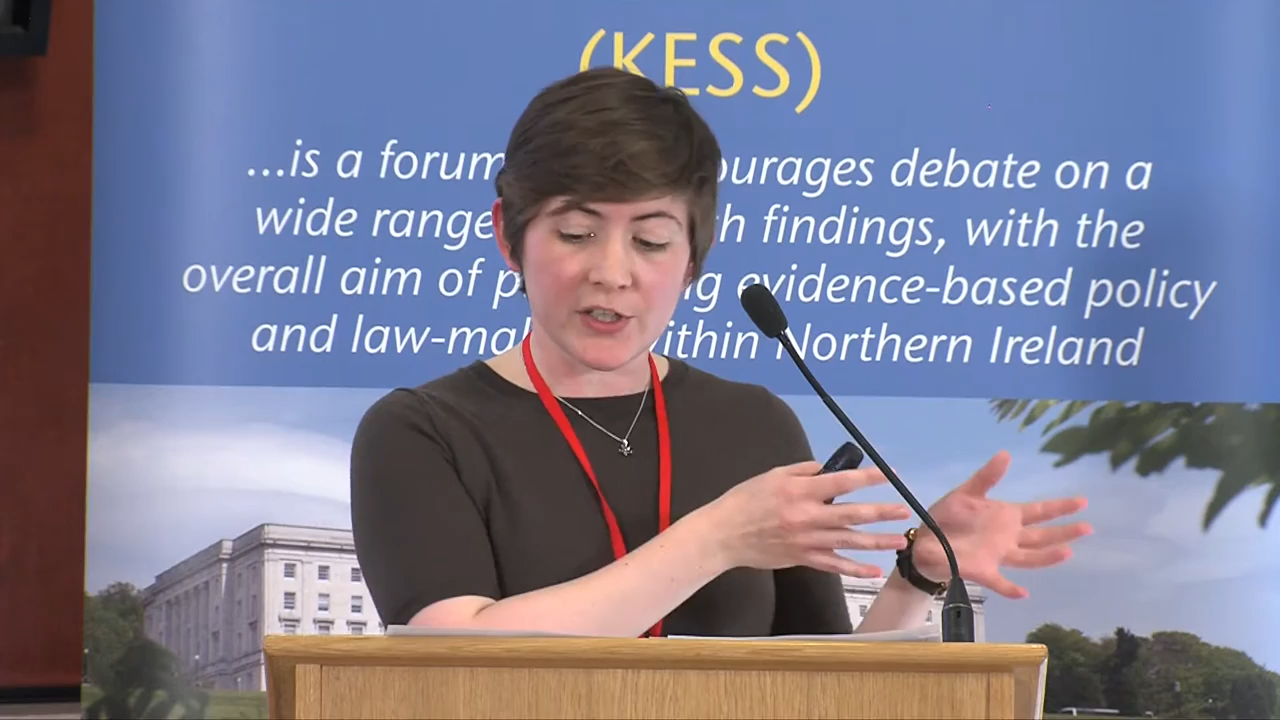 (KESS)
...is a forum ourages debate on a
wide range h findings, with the
overall aim of p ng evidence-based policy
and law-ma ithin Northern Ireland